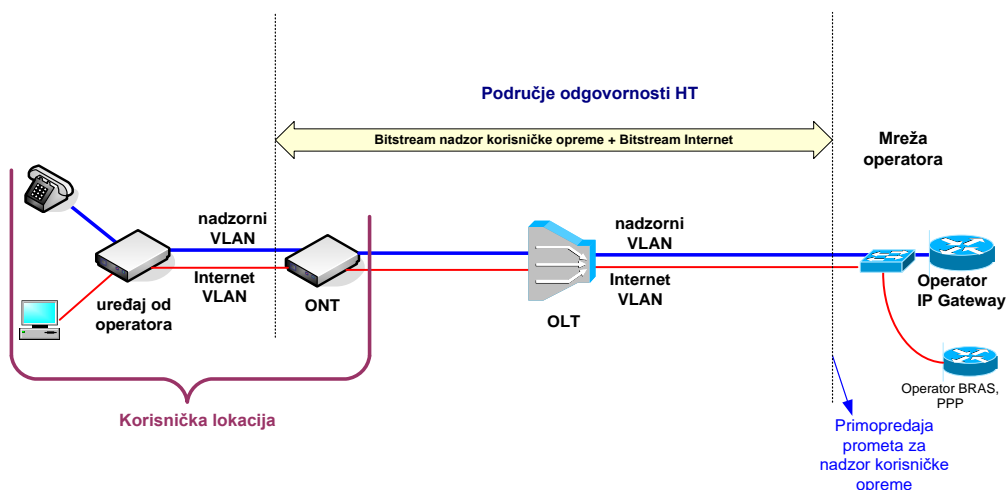 Područje odgovornosti HT
Bitstream nadzor korisničke opreme + Bitstream Internet
Mreža
operatora
nadzorni
VLAN
Internet
VLAN
uređaj od
operatora
ONT
OLT
nadzorni
VLAN
Internet
VLAN
Operator
IP Gateway
Operator BRAS,
PPP
Korisnička lokacija
Primopredaja
prometa za
nadzor korisničke
opreme